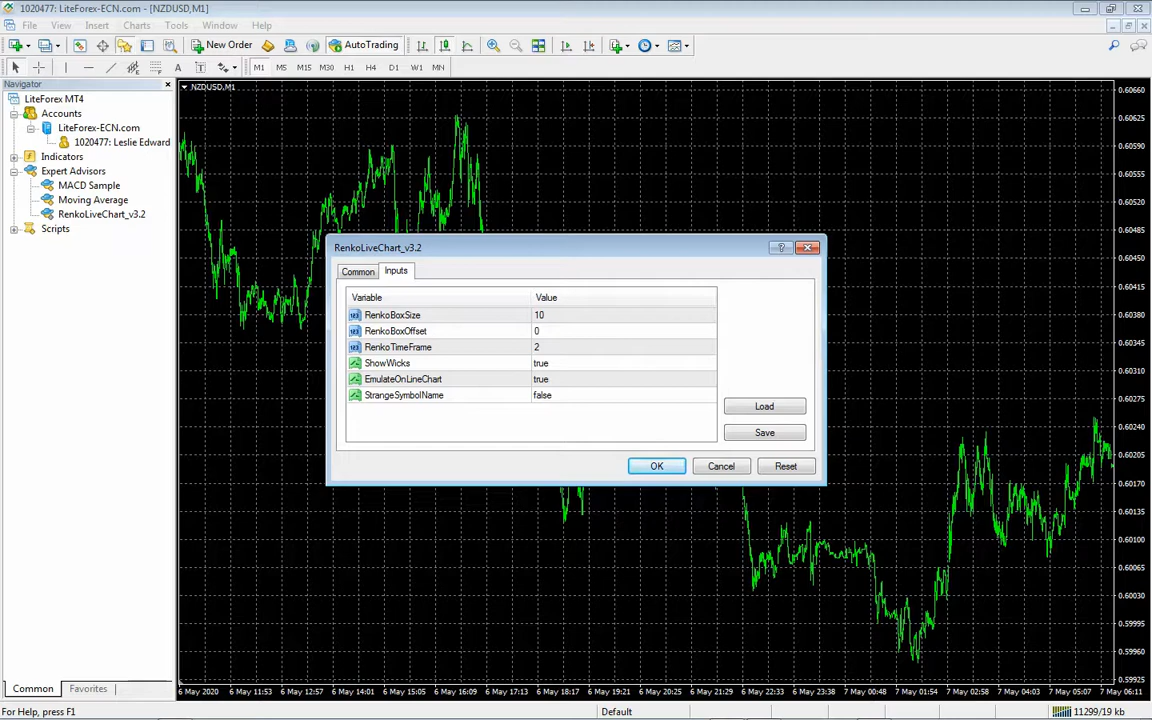 1020477: LiteForex-ECN.com - [NZDUSD,M1]
File View Insert Charts Tools Window Help
New Order AutoTrading
A T M1 M5 M15 M30 H1 H4 D1 W1 MN
Navigator
LiteForex MT4
Accounts
LiteForex-ECN.com
1020477: Leslie Edward
Indicators
Expert Advisors
MACD Sample
Moving Average
RenkoLiveChart_v3.2
Scripts
Common Favorites
NZDUSD,M1
RenkoLiveChart_v3.2
Common Inputs
Variable Value
RenkoBoxSize 10
RenkoBoxOffset 0
RenkoTimeFrame 2
ShowWicks true
EmulateOnLineChart true
StrangeSymbolName false
Load
Save
OK Cancel Reset
0.60660
0.60625
0.60590
0.60555
0.60520
0.60485
0.60450
0.60415
0.60380
0.60345
0.60310
0.60275
0.60240
0.60205
0.60170
0.60135
0.60100
0.60065
0.60030
0.59995
0.59960
0.59925
6 May 2020 6 May 11:53 6 May 12:57 6 May 14:01 6 May 15:05 6 May 16:09 6 May 17:13 6 May 18:17 6 May 19:21 6 May 20:25 6 May 21:29 6 May 22:33 6 May 23:38 7 May 00:48 7 May 01:54 7 May 02:58 7 May 04:03 7 May 05:07 7 May 06:11
For Help, press F1 Default 11299/19 kb